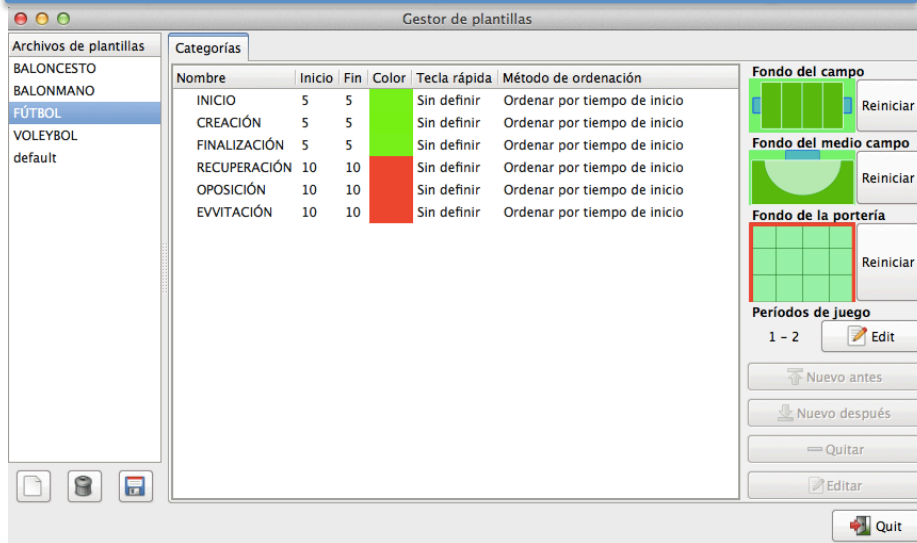 Gestor de plantillas
Archivos de plantillas
BALONCESTO
BALONMANO
FÚTBOL
VOLEYBOL
default
Categorías
Nombre Inicio Fin Color Tecla rápida Método de ordenación
INICIO 5 5 Sin definir Ordenar por tiempo de inicio
CREACIÓN 5 5 Sin definir Ordenar por tiempo de inicio
FINALIZACIÓN 5 5 Sin definir Ordenar por tiempo de inicio
RECUPERACIÓN 10 10 Sin definir Ordenar por tiempo de inicio
OPOSICIÓN 10 10 Sin definir Ordenar por tiempo de inicio
EVVITACIÓN 10 10 Sin definir Ordenar por tiempo de inicio
Fondo del campo
Reiniciar
Fondo del medio campo
Reiniciar
Fondo de la portería
Reiniciar
Períodos de juego
1 - 2 Edit
Nuevo antes
Nuevo después
Quitar
Editar
Quit